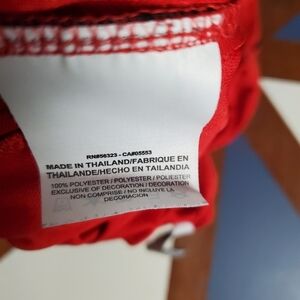 RN#56323 - CA#05553
MADE IN THAILAND/FABRIQUE EN
THAILANDE/HECHO EN TAILANDIA
100% POLYESTER / POLYESTER / POLIESTER
EXCLUSIVE OF DECORATION / DECORATION
NON COMPRISE / NO INCLUYE DECORACION